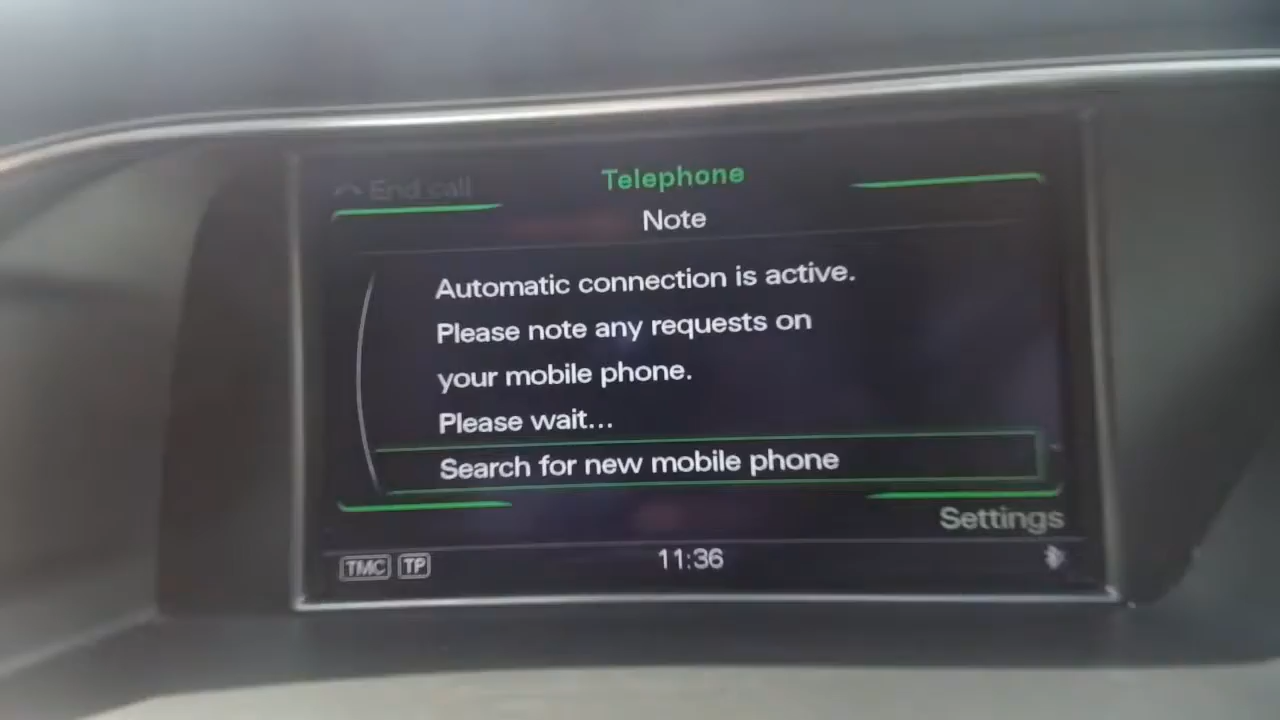 End call
Telephone
Note
Automatic connection is active.
Please note any requests on
your mobile phone.
Please wait...
Search for new mobile phone
Settings
TMC TP
11:36